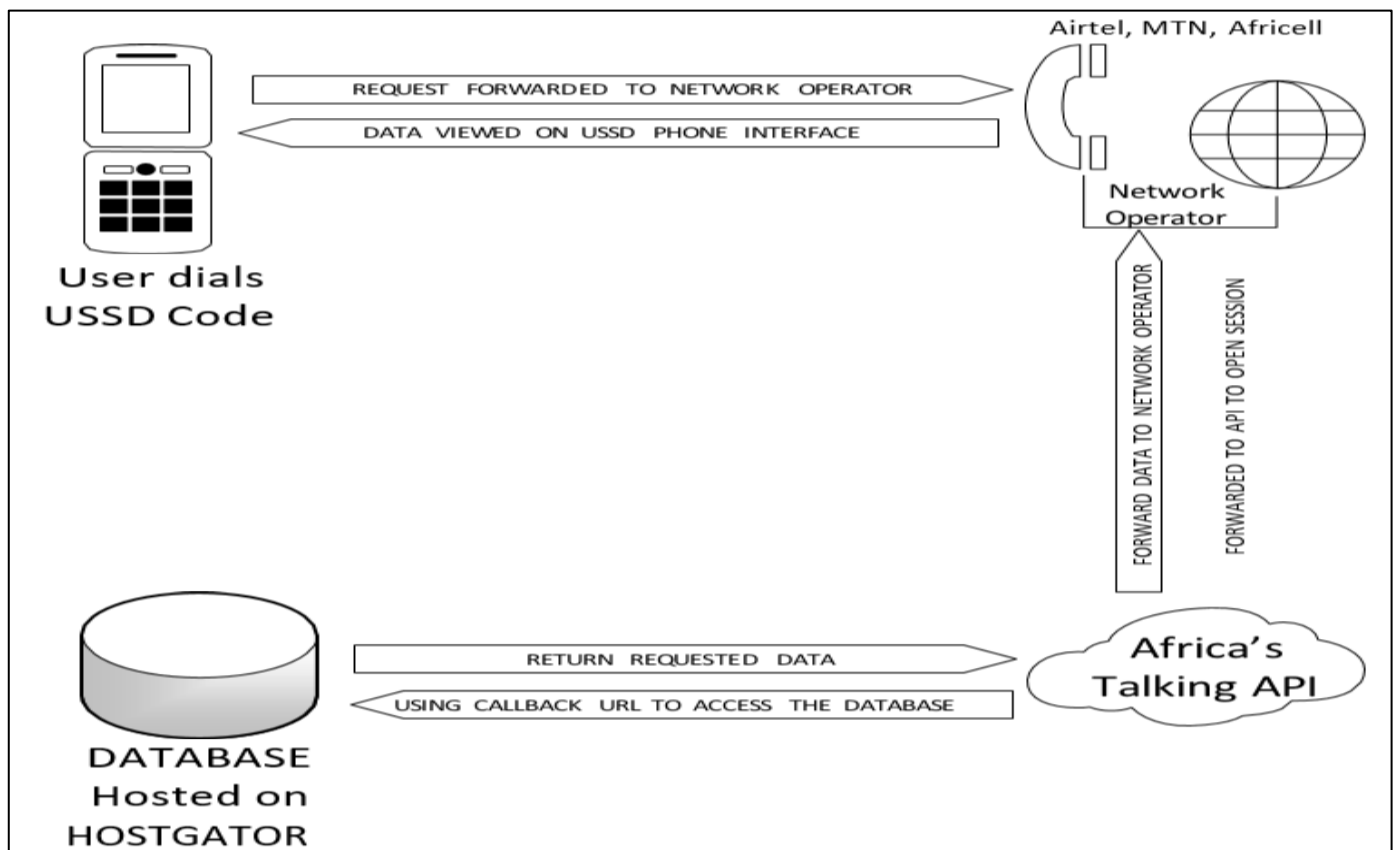 Airtel, MTN, Africell
REQUEST FORWARDED TO NETWORK OPERATOR
DATA VIEWED ON USSD PHONE INTERFACE
Network
Operator
User dials
USSD Code
FORWARD DATA TO NETWORK OPERATOR
FORWARDED TO API TO OPEN SESSION
RETURN REQUESTED DATA
USING CALLBACK URL TO ACCESS THE DATABASE
Africa's
Talking API
DATABASE
Hosted on
HOSTGATOR